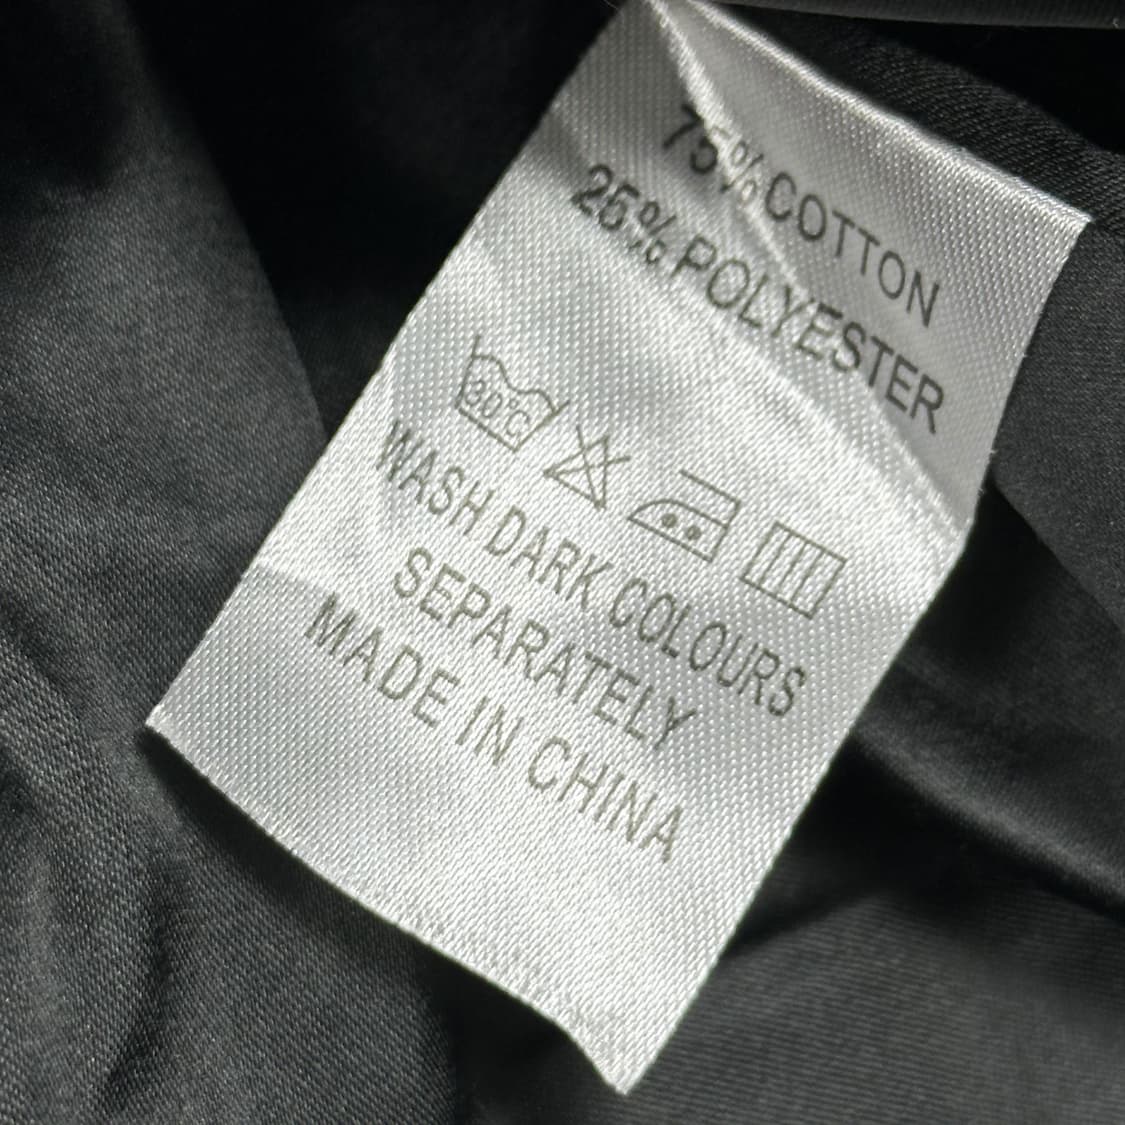 75% COTTON
25% POLYESTER
30°C
WASH DARK COLOURS
SEPARATELY
MADE IN CHINA